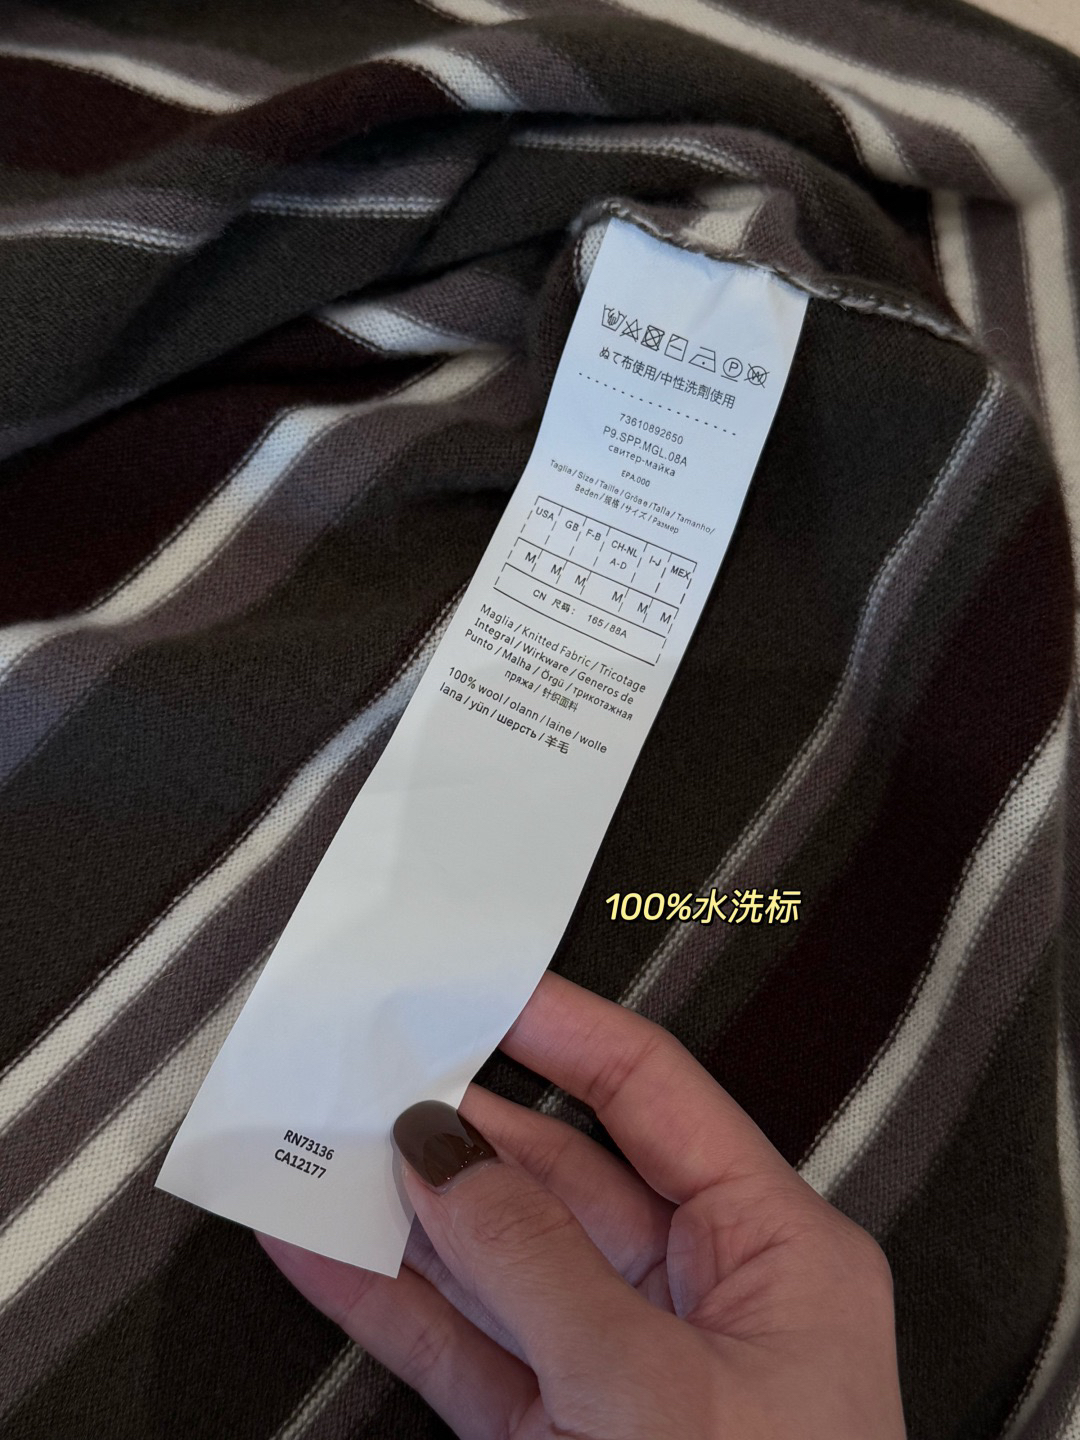 ぬて布使用/中性洗劑使用
73610892650
P9.SPP.MGL.08A
свитер-майка
EPA.000
Taglia/Size/Taille/Grösse/Talla/Tamanho/
Beden/规格/サイズ/Размер
USA GB F-B CH-NL I-J MEX
A-D
M M M M M M
CN 尺码: 165/88A
Maglia/Knitted Fabric/Tricotage
Integral/Wirkware/Generos de
Punto/Malha/Örgü/трикотажная
пряжа/针织面料
100% wool/olann/laine/wolle
lana/yün/шерсть/羊毛
100%水洗标
RN73136
CA12177